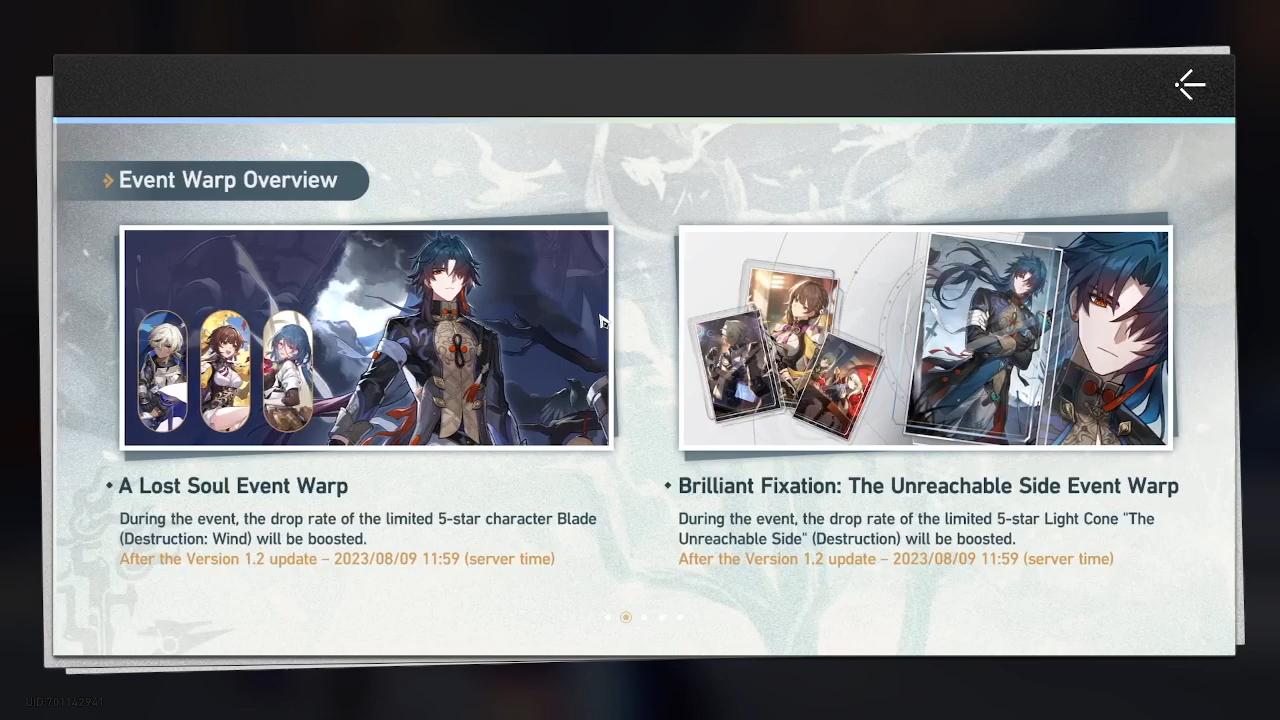 Event Warp Overview
A Lost Soul Event Warp
During the event, the drop rate of the limited 5-star character Blade
(Destruction: Wind) will be boosted.
After the Version 1.2 update – 2023/08/09 11:59 (server time)
Brilliant Fixation: The Unreachable Side Event Warp
During the event, the drop rate of the limited 5-star Light Cone "The
Unreachable Side" (Destruction) will be boosted.
After the Version 1.2 update – 2023/08/09 11:59 (server time)
UID:701142941